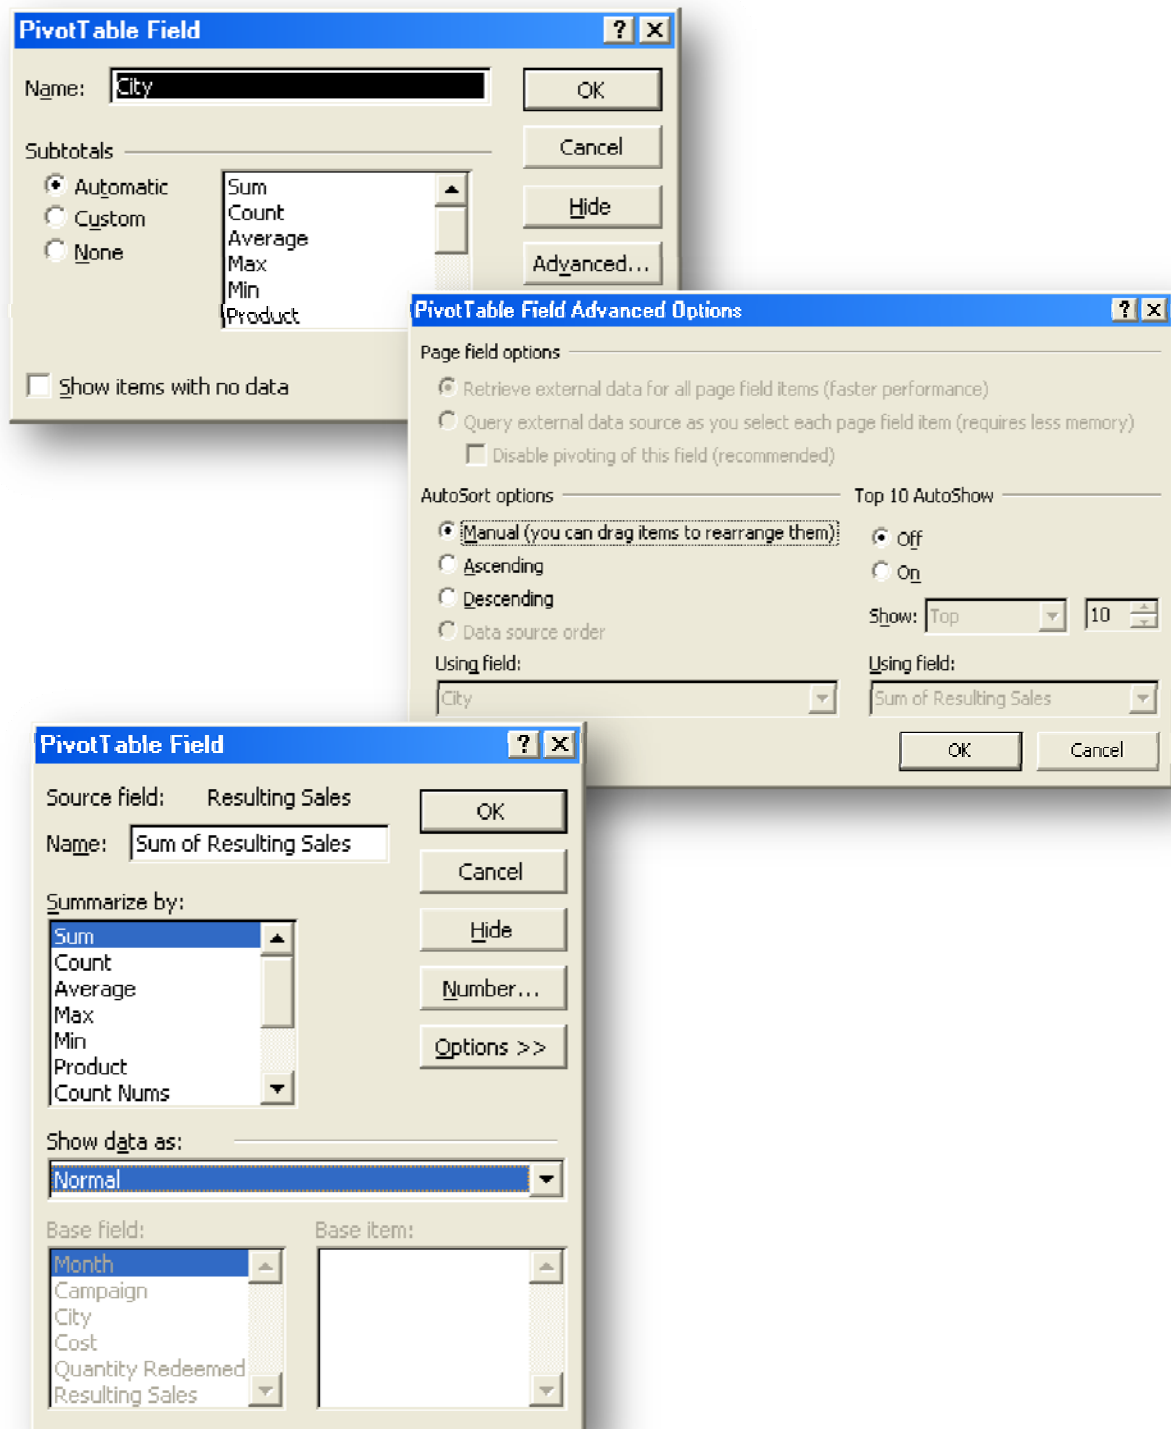 PivotTable Field
Name: City
OK
Subtotals
Cancel
Automatic
Custom
None
Sum
Count
Average
Max
Min
Product
Hide
Advanced...
Show items with no data
PivotTable Field Advanced Options
Page field options
Retrieve external data for all page field items (faster performance)
Query external data source as you select each page field item (requires less memory)
Disable pivoting of this field (recommended)
AutoSort options
Manual (you can drag items to rearrange them)
Ascending
Descending
Data source order
Using field:
City
Top 10 AutoShow
Off
On
Show: Top 10
Using field:
Sum of Resulting Sales
OK Cancel
PivotTable Field
Source field: Resulting Sales
Name: Sum of Resulting Sales
OK
Cancel
Summarize by:
Sum
Count
Average
Max
Min
Product
Count Nums
Hide
Number...
Options >>
Show data as:
Normal
Base field:
Month
Campaign
City
Cost
Quantity Redeemed
Resulting Sales
Base item: